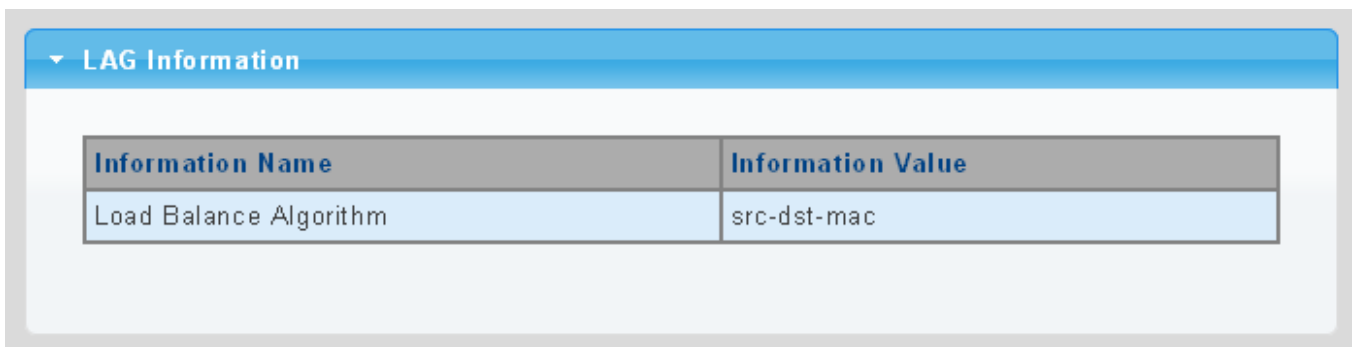 LAG Information
Information Name Information Value
Load Balance Algorithm src-dst-mac